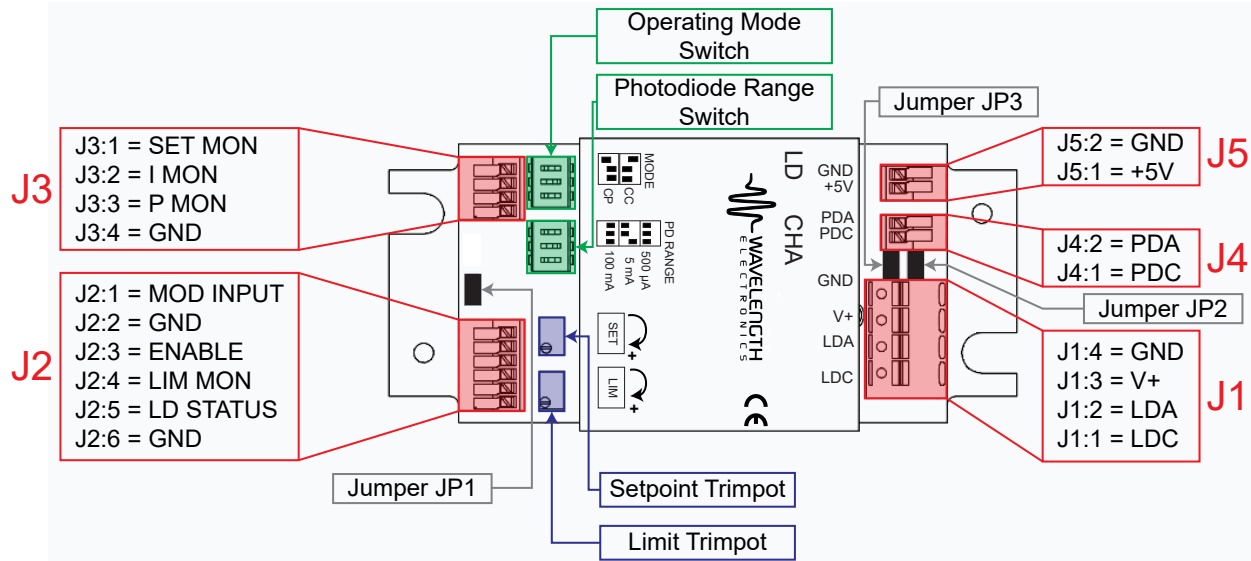 Operating Mode
Switch
Photodiode Range
Switch
Jumper JP3
J3
J3:1 = SET MON
J3:2 = I MON
J3:3 = P MON
J3:4 = GND
J2
J2:1 = MOD INPUT
J2:2 = GND
J2:3 = ENABLE
J2:4 = LIM MON
J2:5 = LD STATUS
J2:6 = GND
MODE
CC
CP
PD RANGE
500 µA
5 mA
100 mA
SET
+
LIM
+
WAVELENGTH
ELECTRONICS
CE
LD CHA
GND
+5V
PDA
PDC
GND
V+
LDA
LDC
J5:2 = GND
J5:1 = +5V
J5
J4:2 = PDA
J4:1 = PDC
J4
Jumper JP2
J1:4 = GND
J1:3 = V+
J1:2 = LDA
J1:1 = LDC
J1
Jumper JP1
Setpoint Trimpot
Limit Trimpot